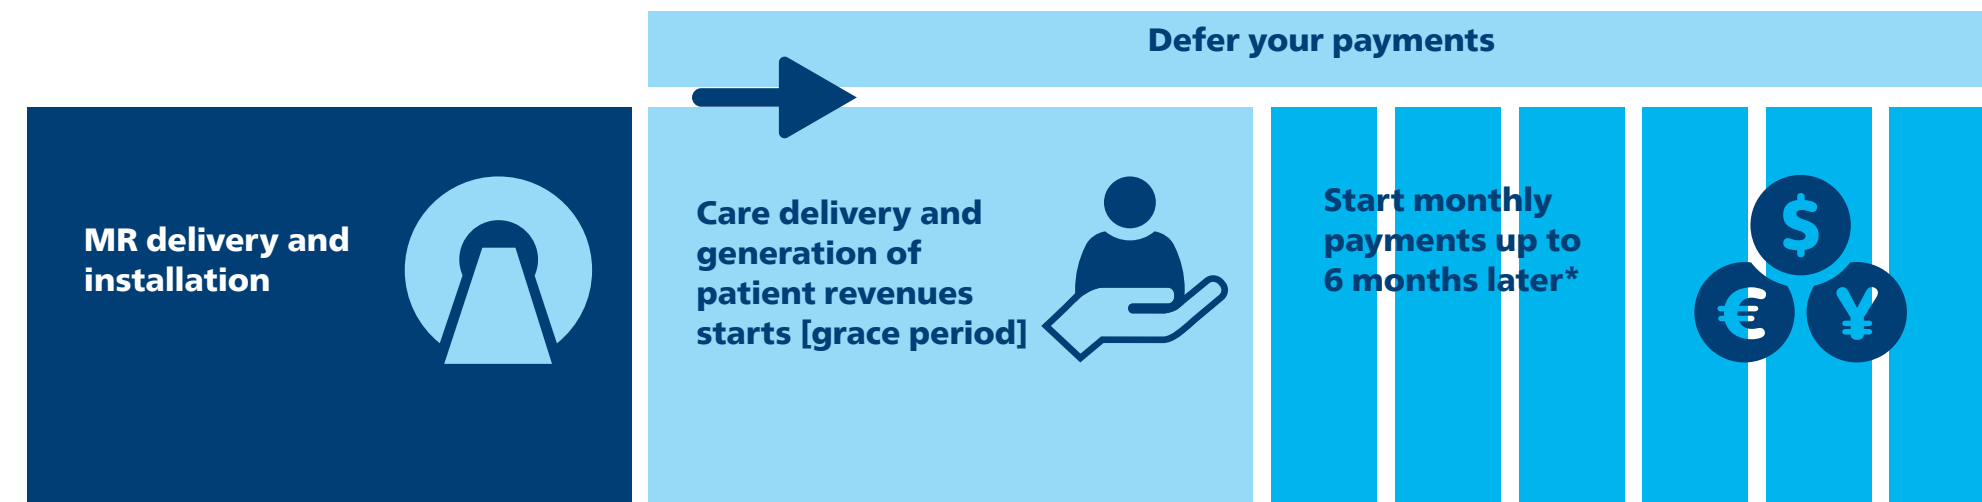 Defer your payments
MR delivery and
installation
Care delivery and
generation of
patient revenues
starts [grace period]
Start monthly
payments up to
6 months later*
$
€
¥